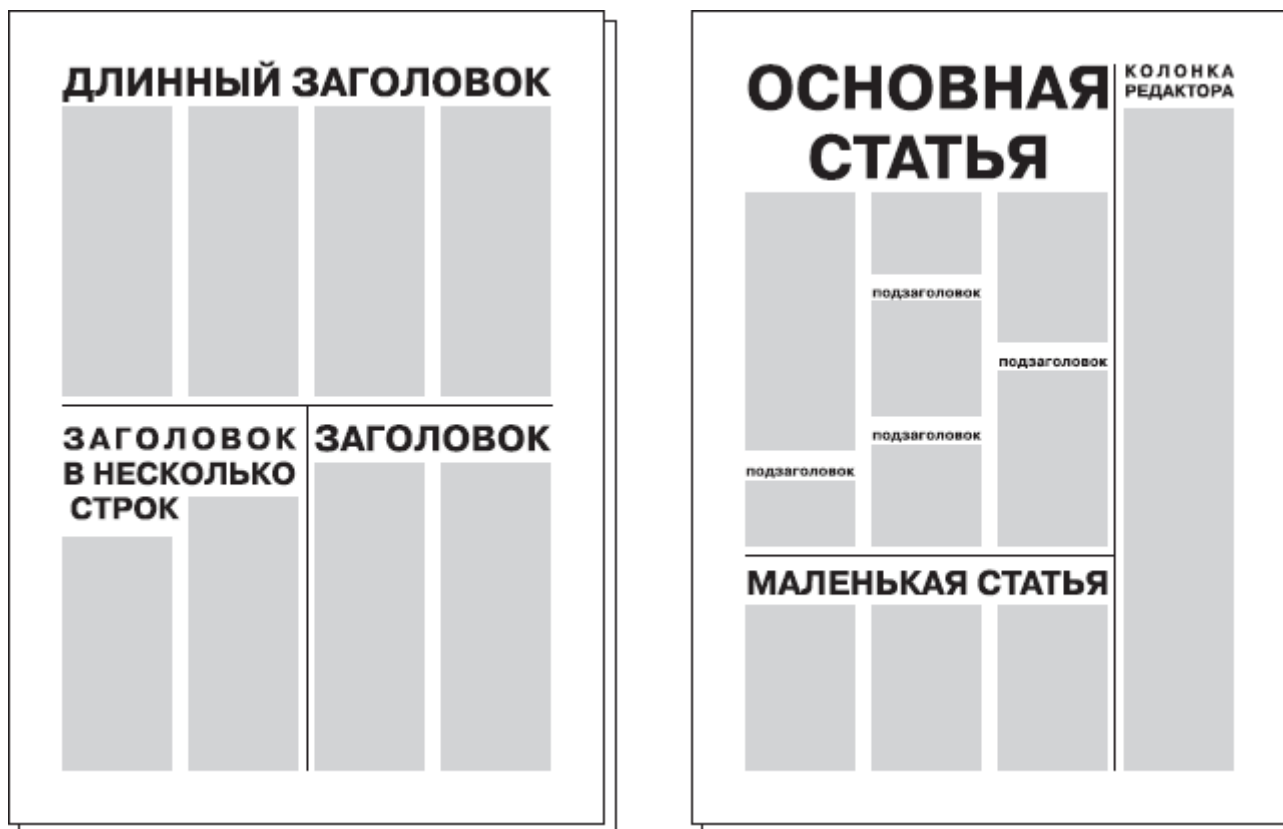 ДЛИННЫЙ ЗАГОЛОВОК
ЗАГОЛОВОК
В НЕСКОЛЬКО
СТРОК
ЗАГОЛОВОК
ОСНОВНАЯ
СТАТЬЯ
подзаголовок
подзаголовок
подзаголовок
подзаголовок
МАЛЕНЬКАЯ СТАТЬЯ
КОЛОНКА
РЕДАКТОРА